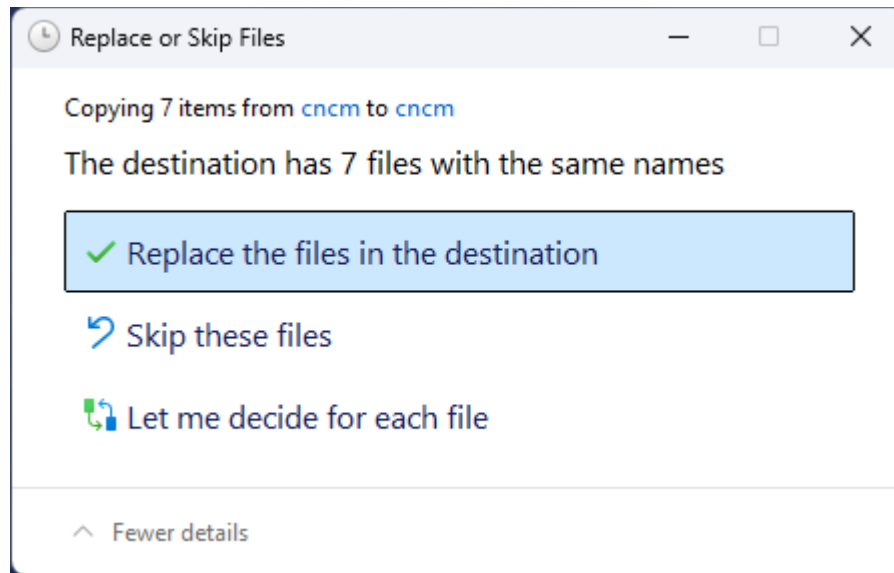 Replace or Skip Files
Copying 7 items from cncm to cncm
The destination has 7 files with the same names
Replace the files in the destination
Skip these files
Let me decide for each file
Fewer details